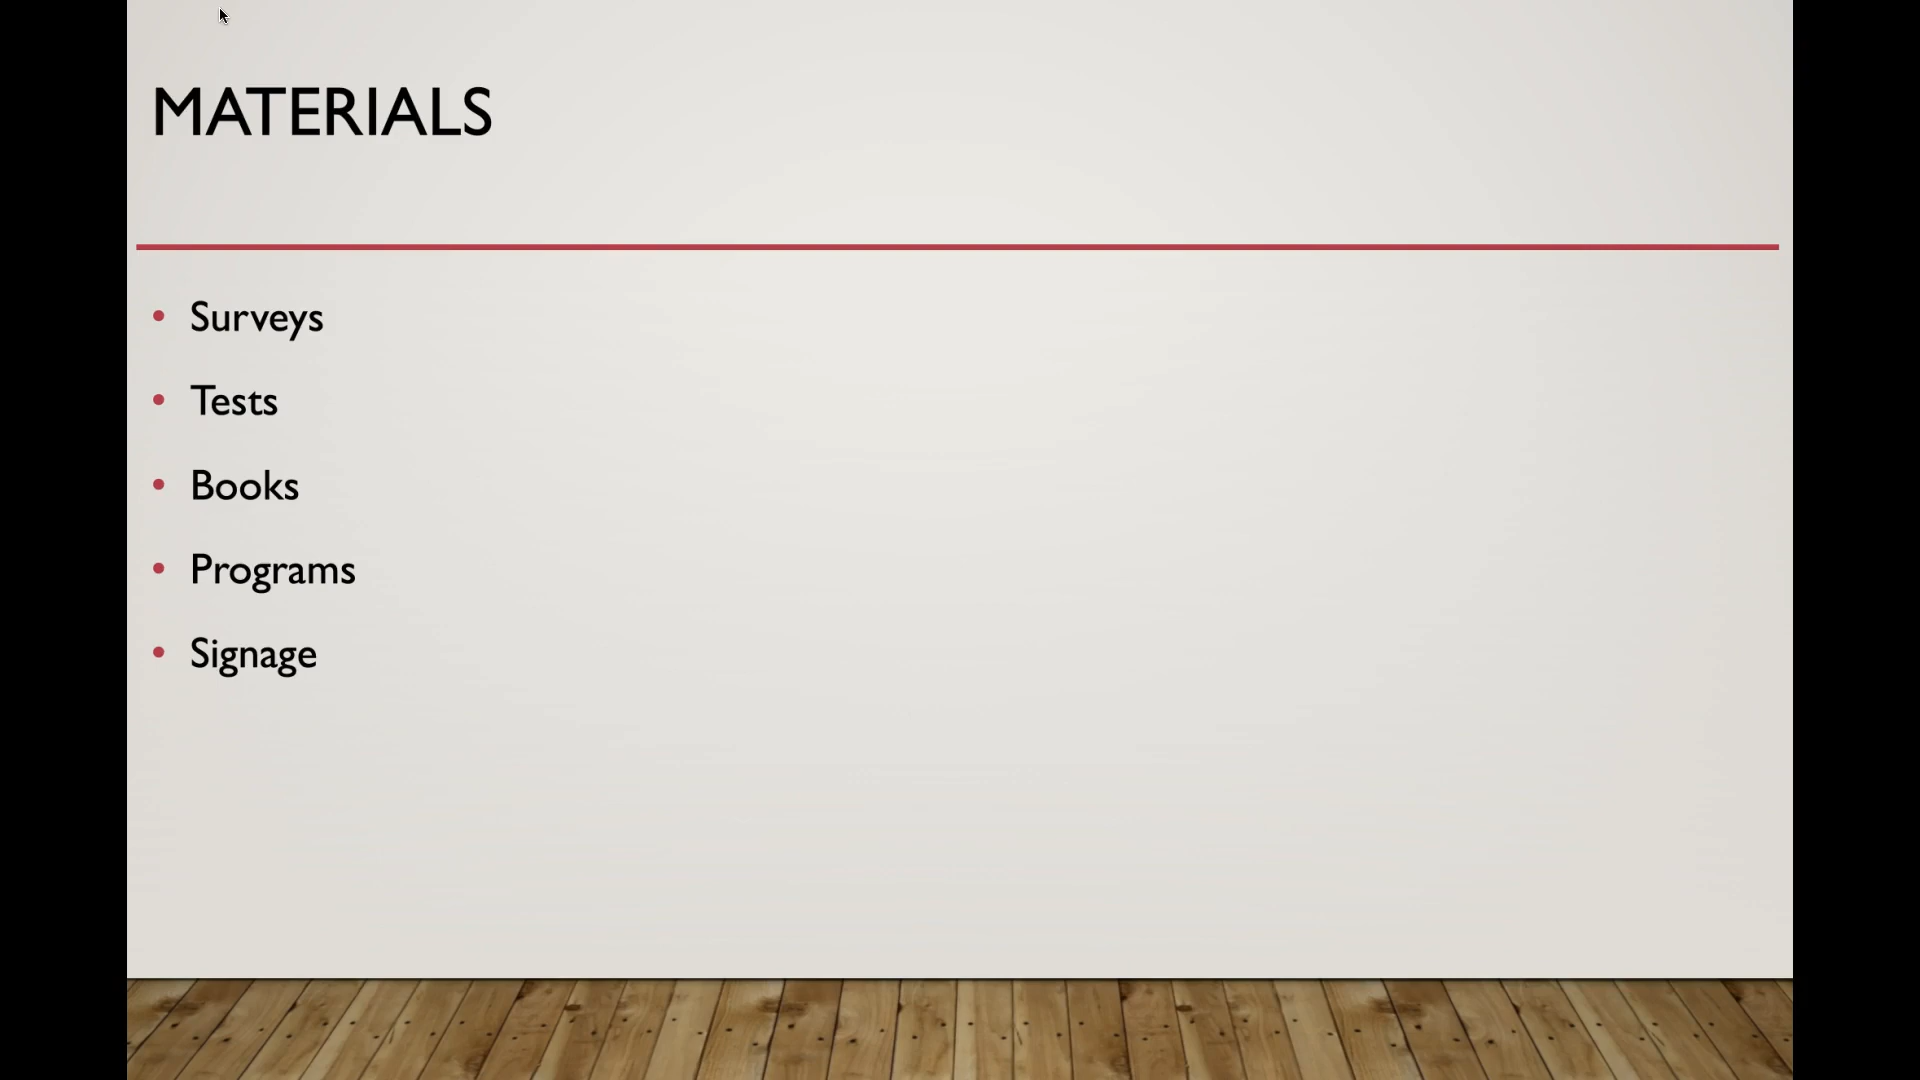 MATERIALS
• Surveys
• Tests
• Books
• Programs
• Signage